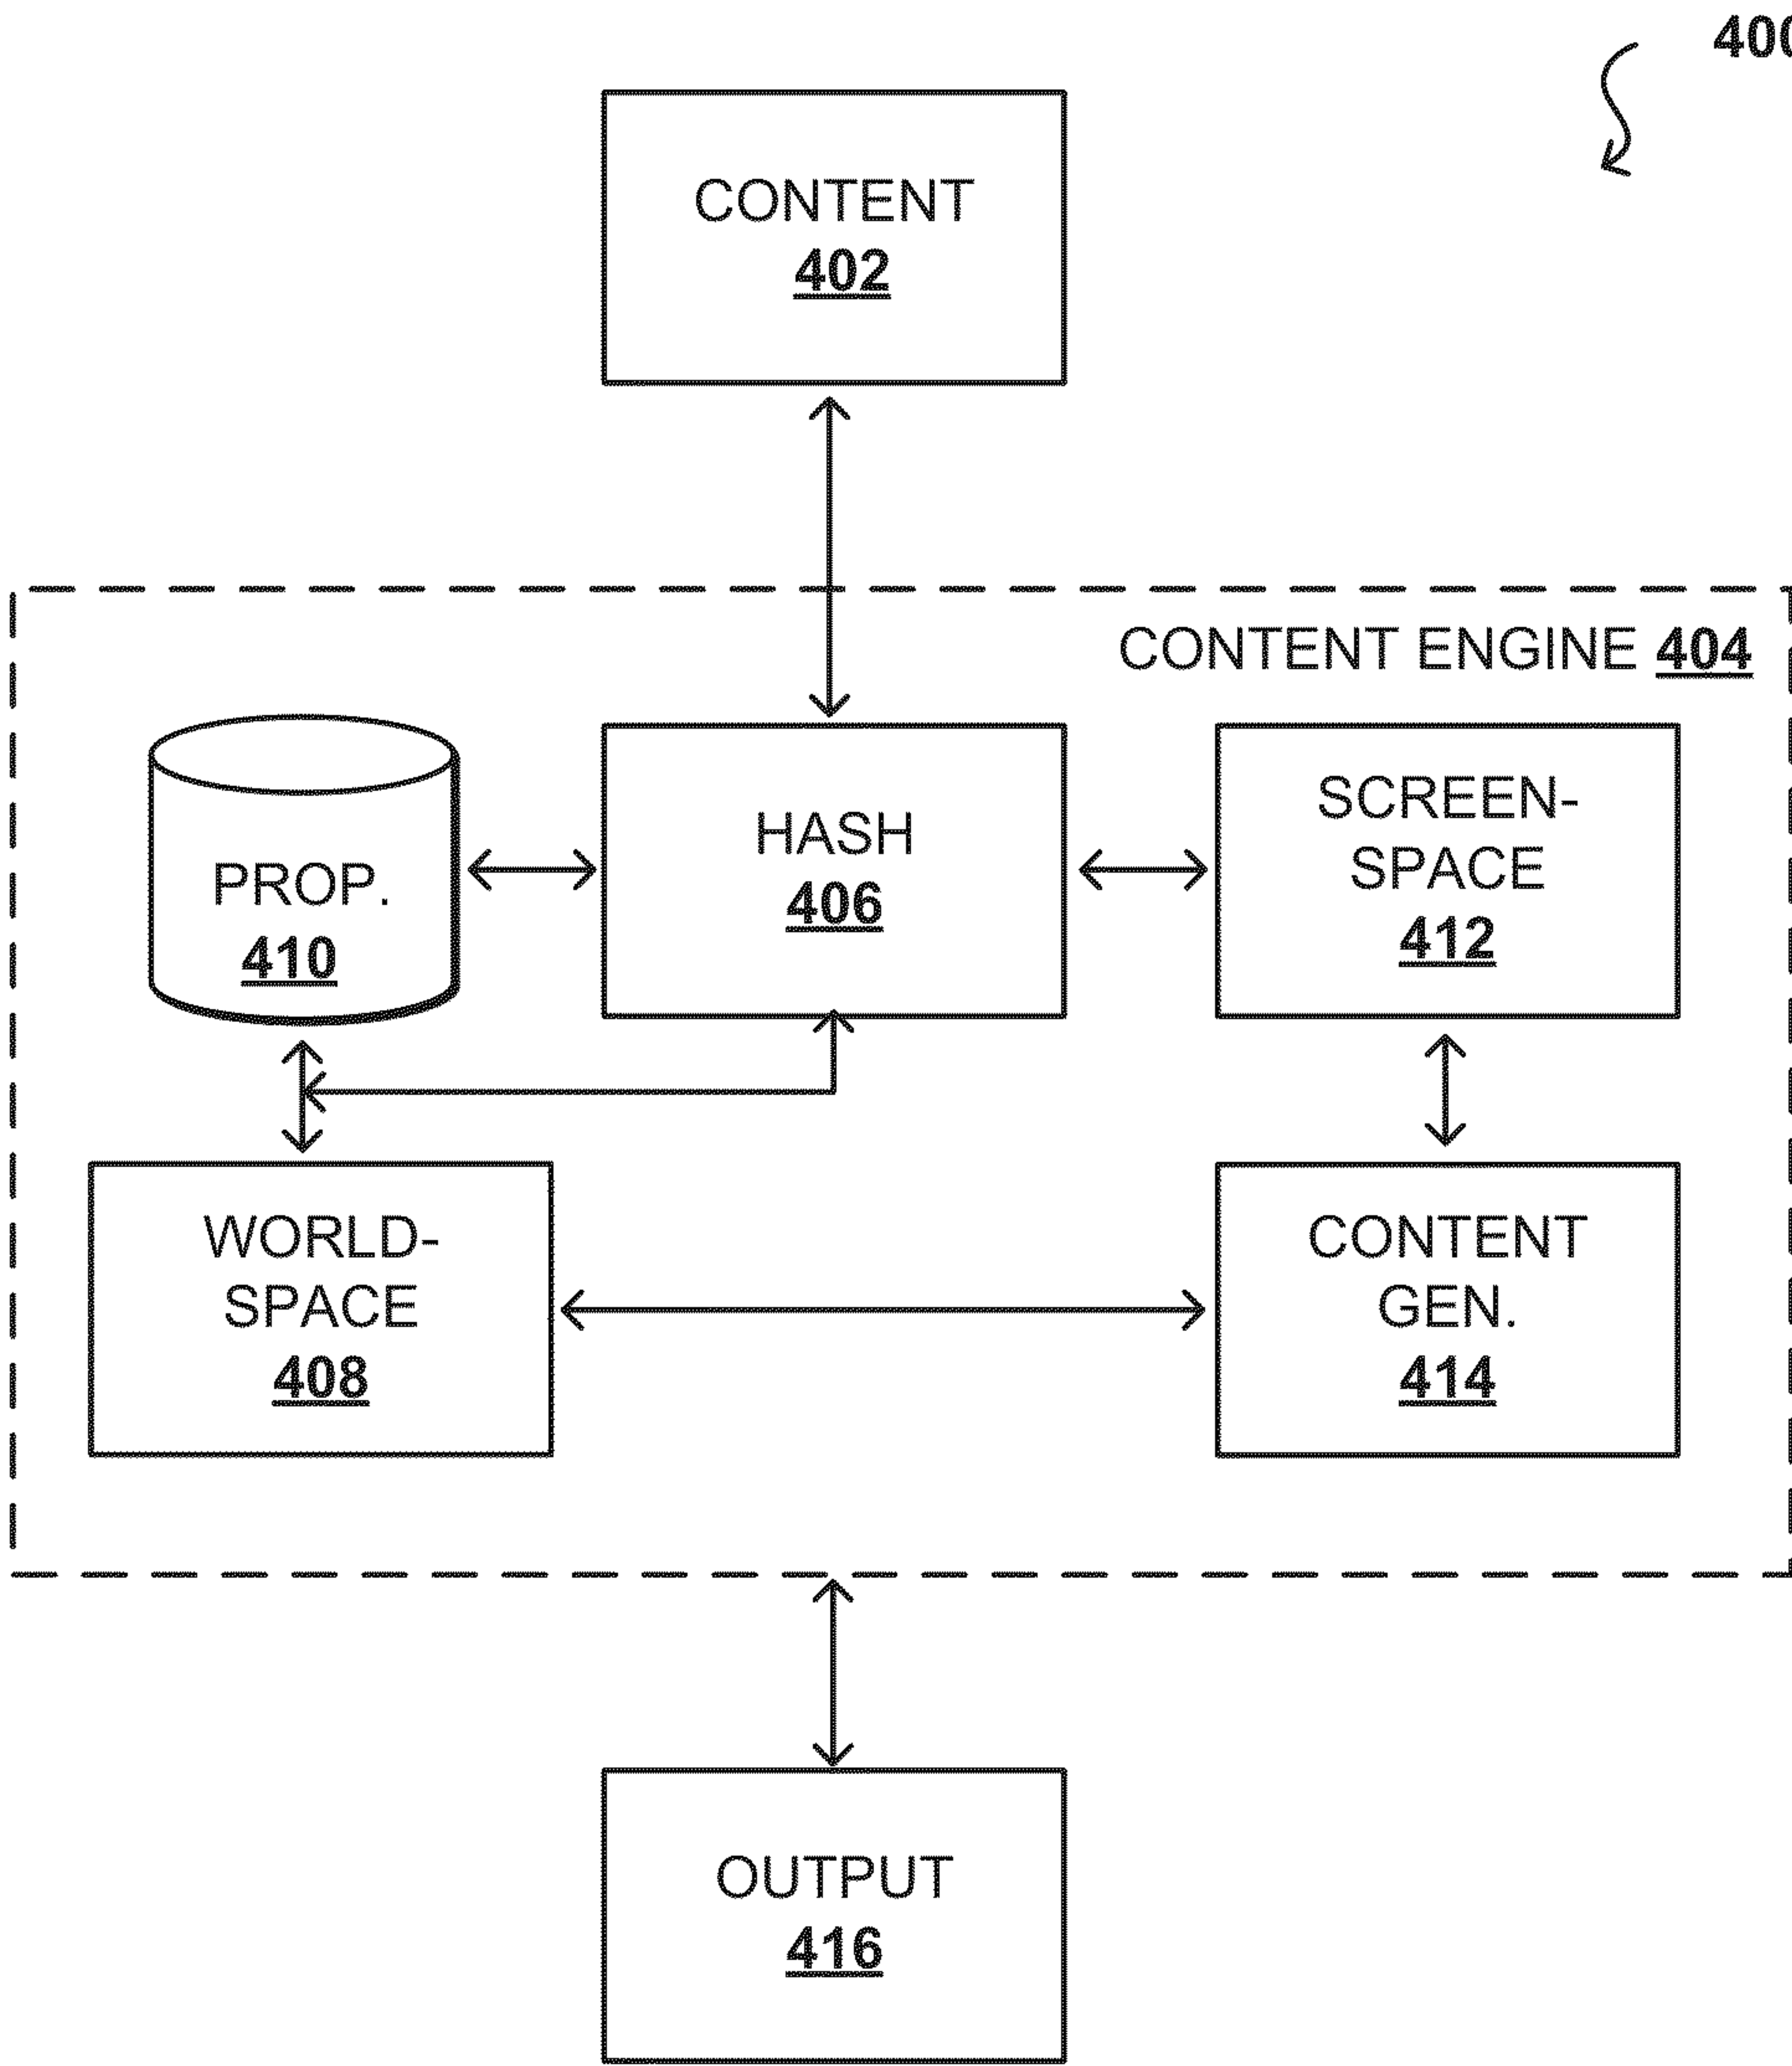 400
CONTENT
402
CONTENT ENGINE 404
PROP.
410
HASH
406
SCREEN-
SPACE
412
WORLD-
SPACE
408
CONTENT
GEN.
414
OUTPUT
416